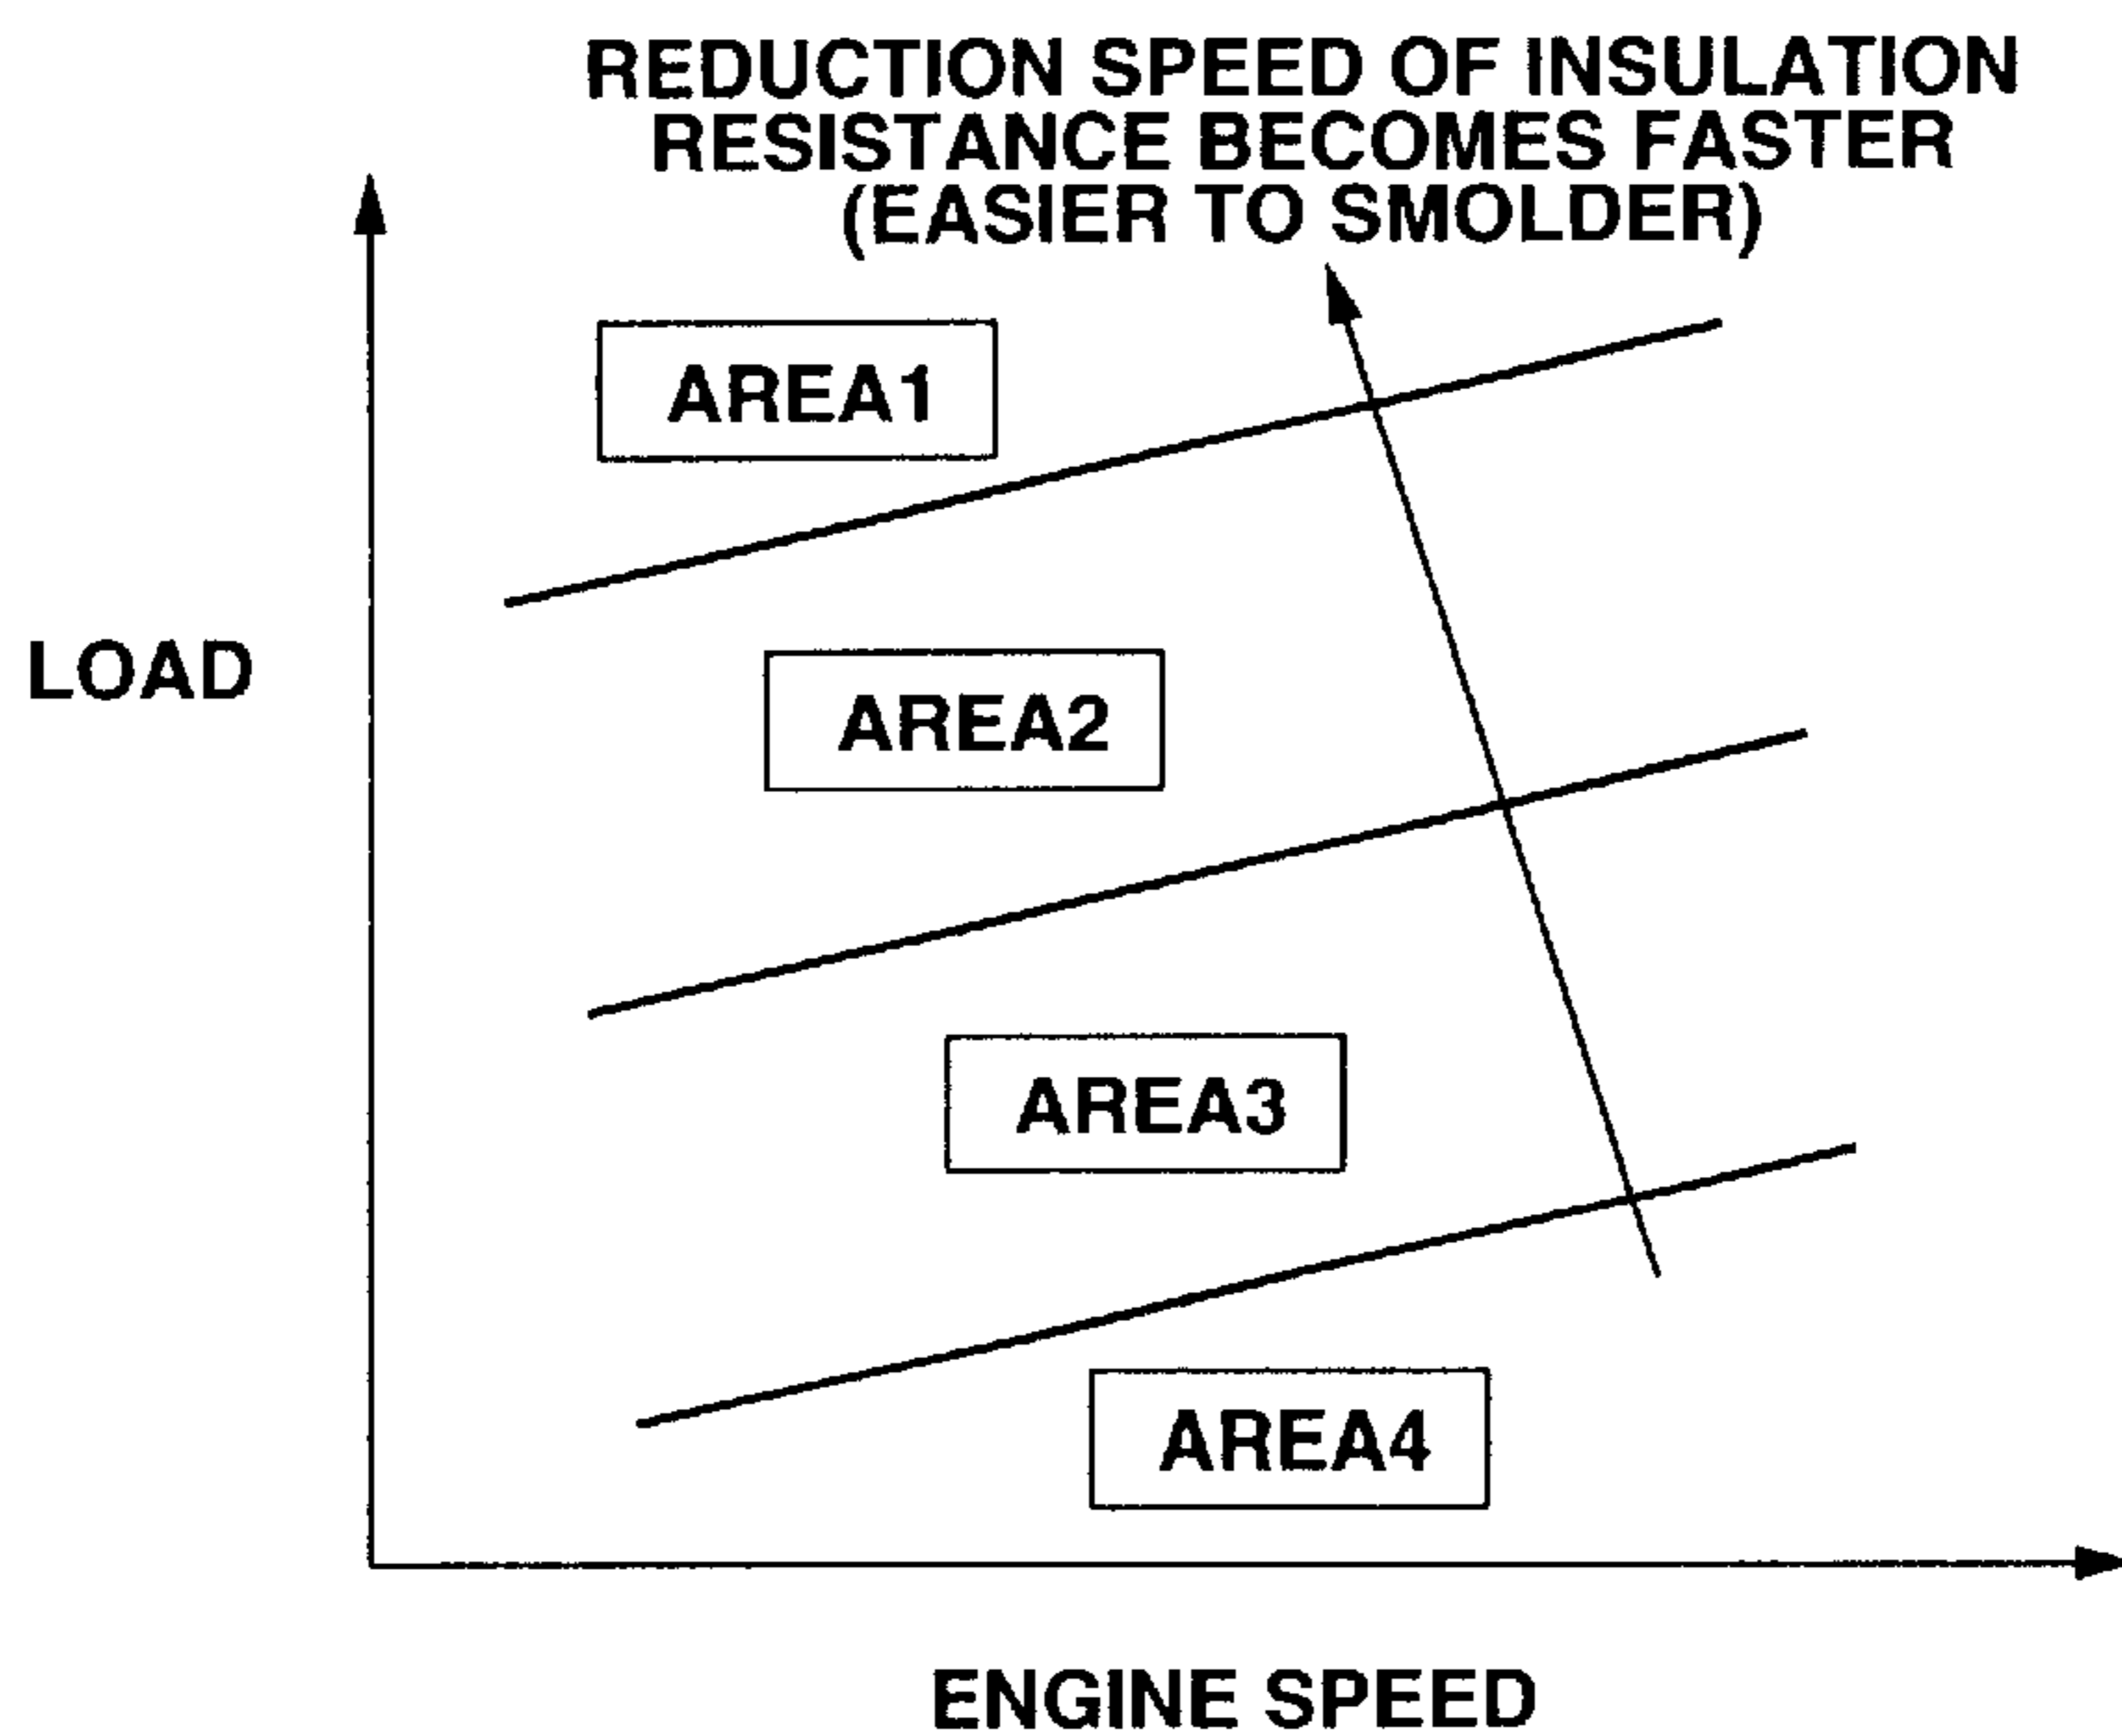 REDUCTION SPEED OF INSULATION
RESISTANCE BECOMES FASTER
(EASIER TO SMOLDER)
AREA1
LOAD
AREA2
AREA3
AREA4
ENGINE SPEED